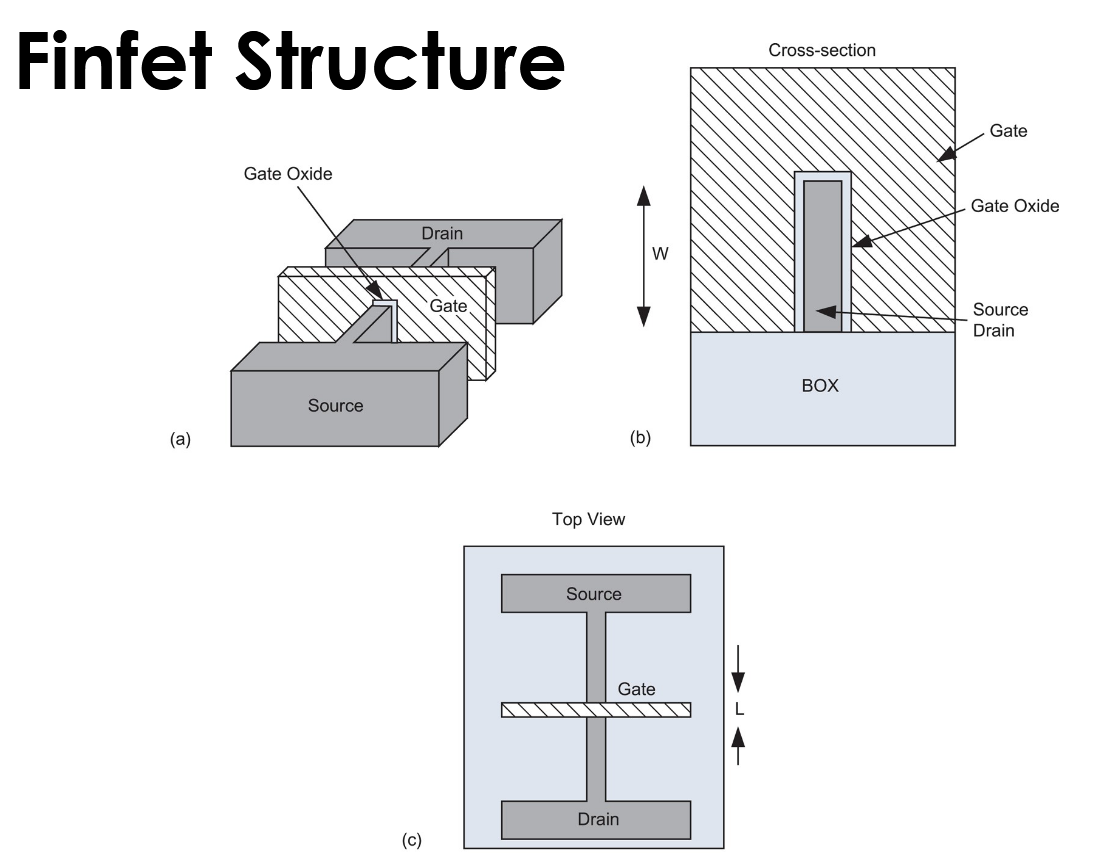 Finfet Structure
Gate Oxide
Drain
Gate
Source
(a)
Cross-section
Gate
Gate Oxide
W
Source
Drain
BOX
(b)
Top View
Source
Gate
L
Drain
(c)